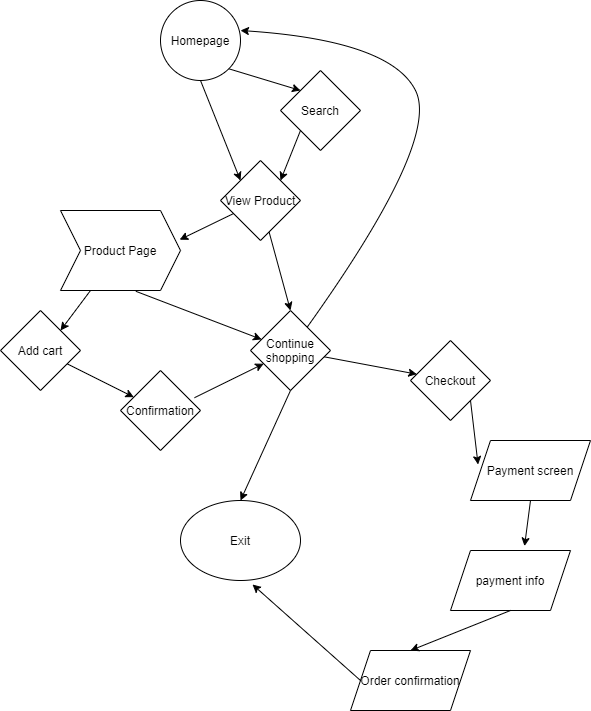 Homepage
Search
View Product
Product Page
Continue
shopping
Add cart
Checkout
Confirmation
Payment screen
Exit
payment info
Order confirmation